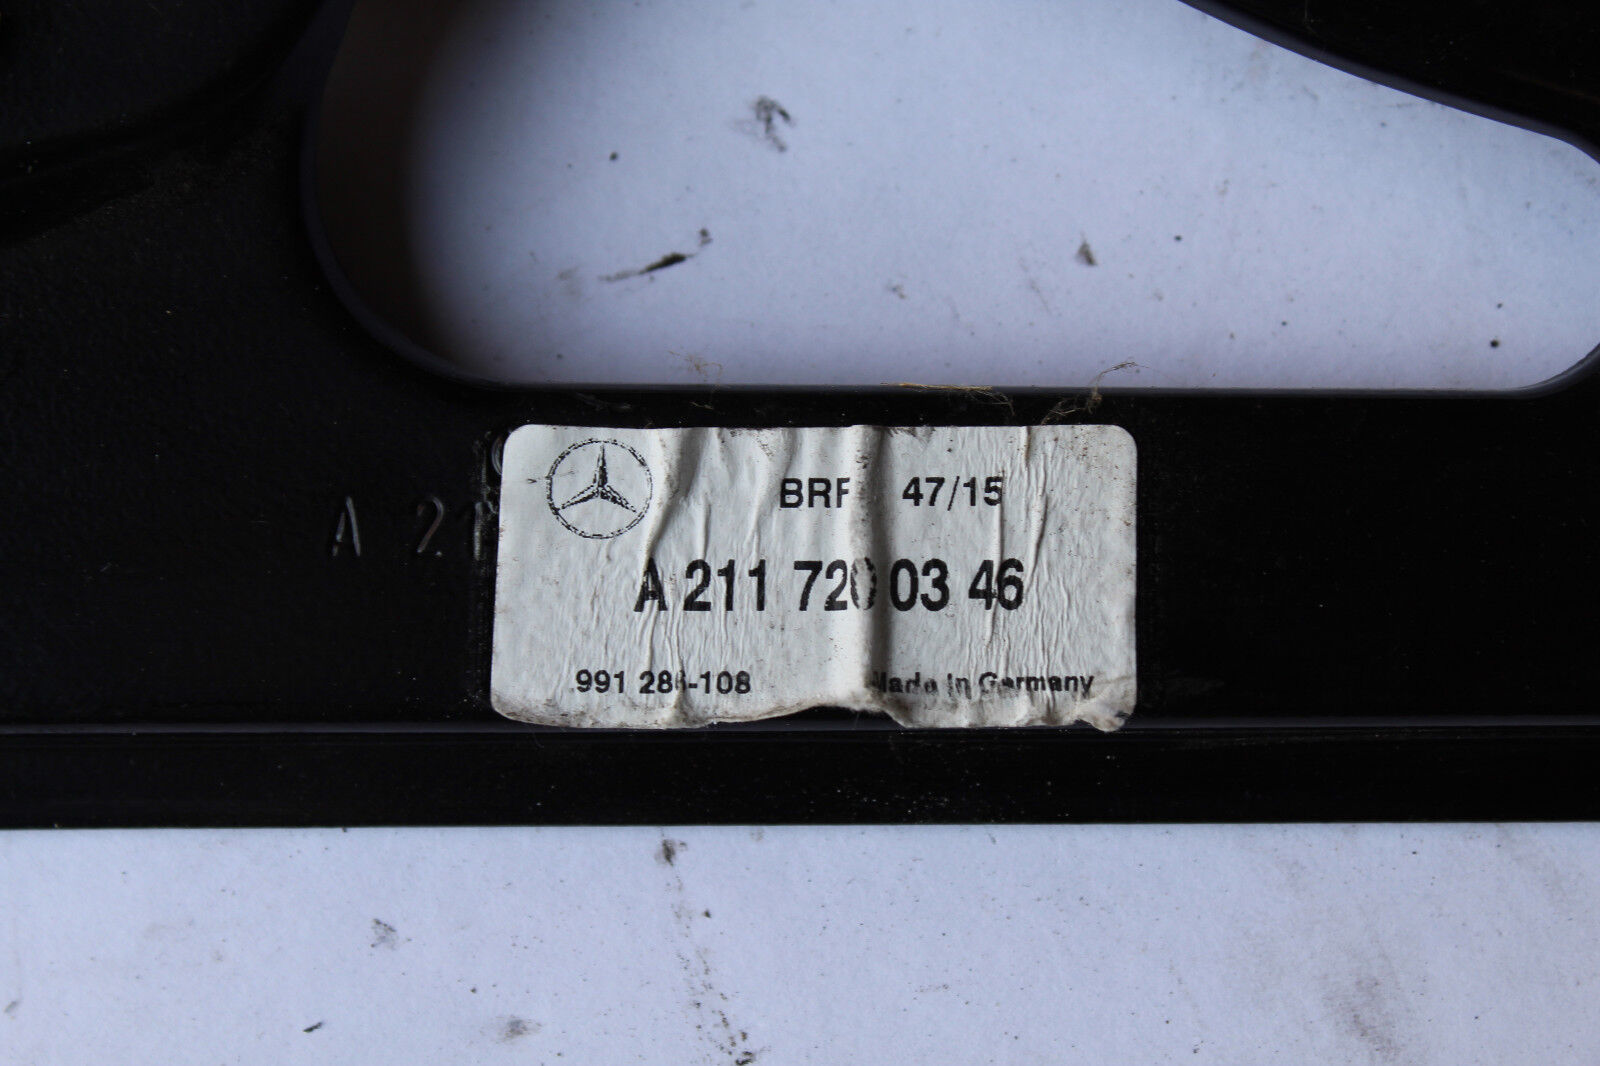 BRF 47/15
A 21
A 211 720 03 46
991 286-108 Made In Germany